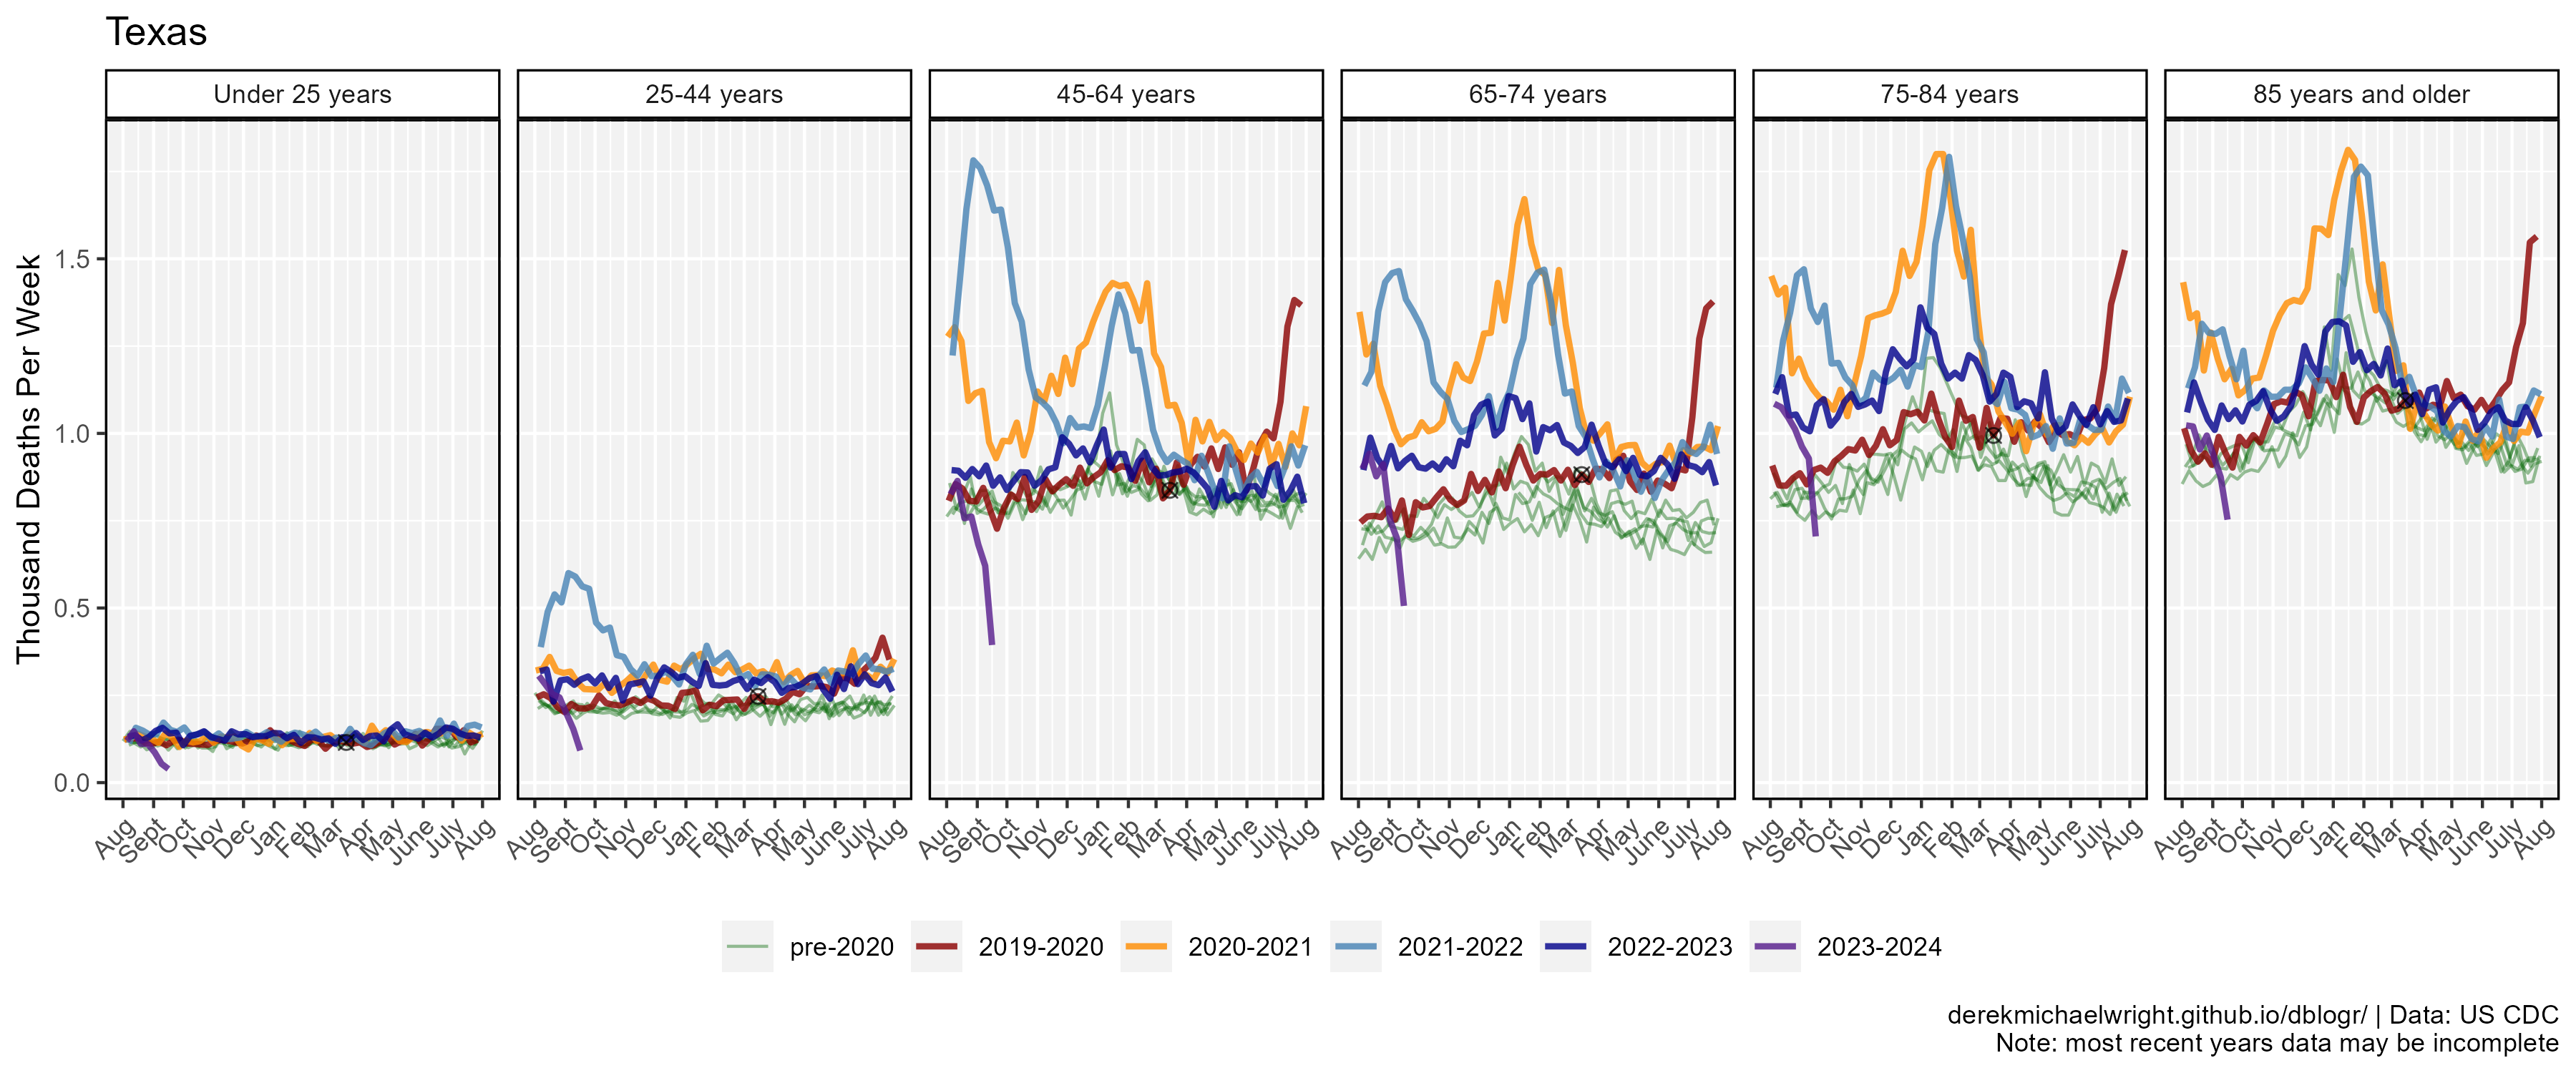 Texas
Under 25 years 25-44 years 45-64 years 65-74 years 75-84 years 85 years and older
Thousand Deaths Per Week
1.5
1.0
0.5
0.0
Aug Sept Oct Nov Dec Jan Feb Mar Apr May June July Aug Aug Sept Oct Nov Dec Jan Feb Mar Apr May June July Aug Aug Sept Oct Nov Dec Jan Feb Mar Apr May June July Aug Aug Sept Oct Nov Dec Jan Feb Mar Apr May June July Aug Aug Sept Oct Nov Dec Jan Feb Mar Apr May June July Aug Aug Sept Oct Nov Dec Jan Feb Mar Apr May June July Aug
pre-2020 2019-2020 2020-2021 2021-2022 2022-2023 2023-2024
derekmichaelwright.github.io/dblogr/ | Data: US CDC
Note: most recent years data may be incomplete